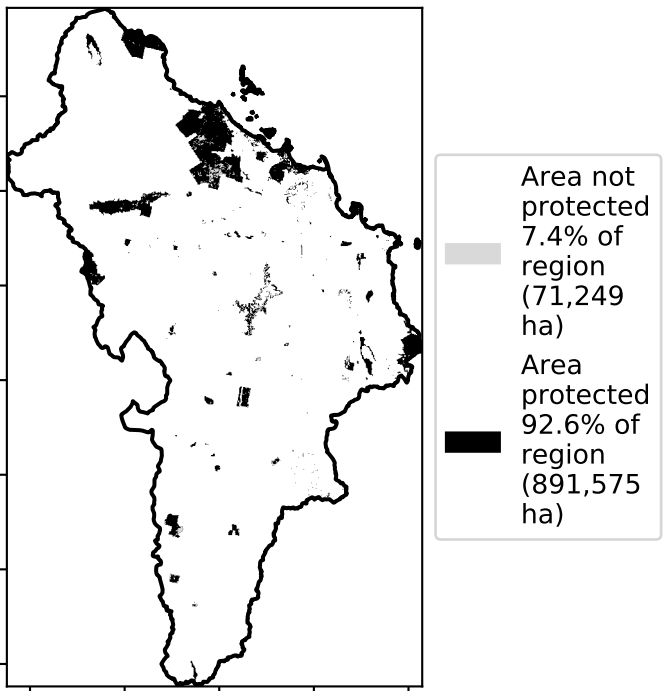 Area not
protected
7.4% of
region
(71,249
ha)
Area
protected
92.6% of
region
(891,575
ha)